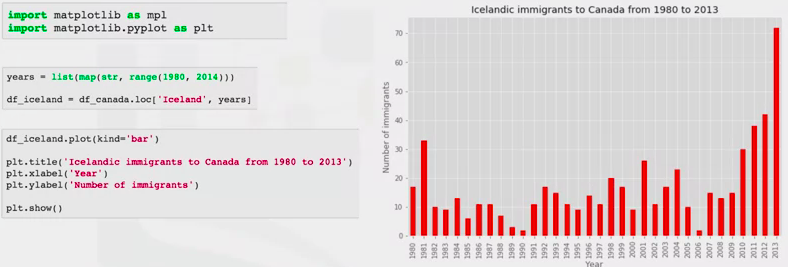 import matplotlib as mpl
import matplotlib.pyplot as plt
years = list(map(str, range(1980, 2014)))
df_iceland = df_canada.loc['Iceland', years]
df_iceland.plot(kind='bar')
plt.title('Icelandic immigrants to Canada from 1980 to 2013')
plt.xlabel('Year')
plt.ylabel('Number of immigrants')
plt.show()
Icelandic immigrants to Canada from 1980 to 2013
Number of immigrants
70
60
50
40
30
20
10
0
1980 1981 1982 1983 1984 1985 1986 1987 1988 1989 1990 1991 1992 1993 1994 1995 1996 1997 1998 1999 2000 2001 2002 2003 2004 2005 2006 2007 2008 2009 2010 2011 2012 2013
Year